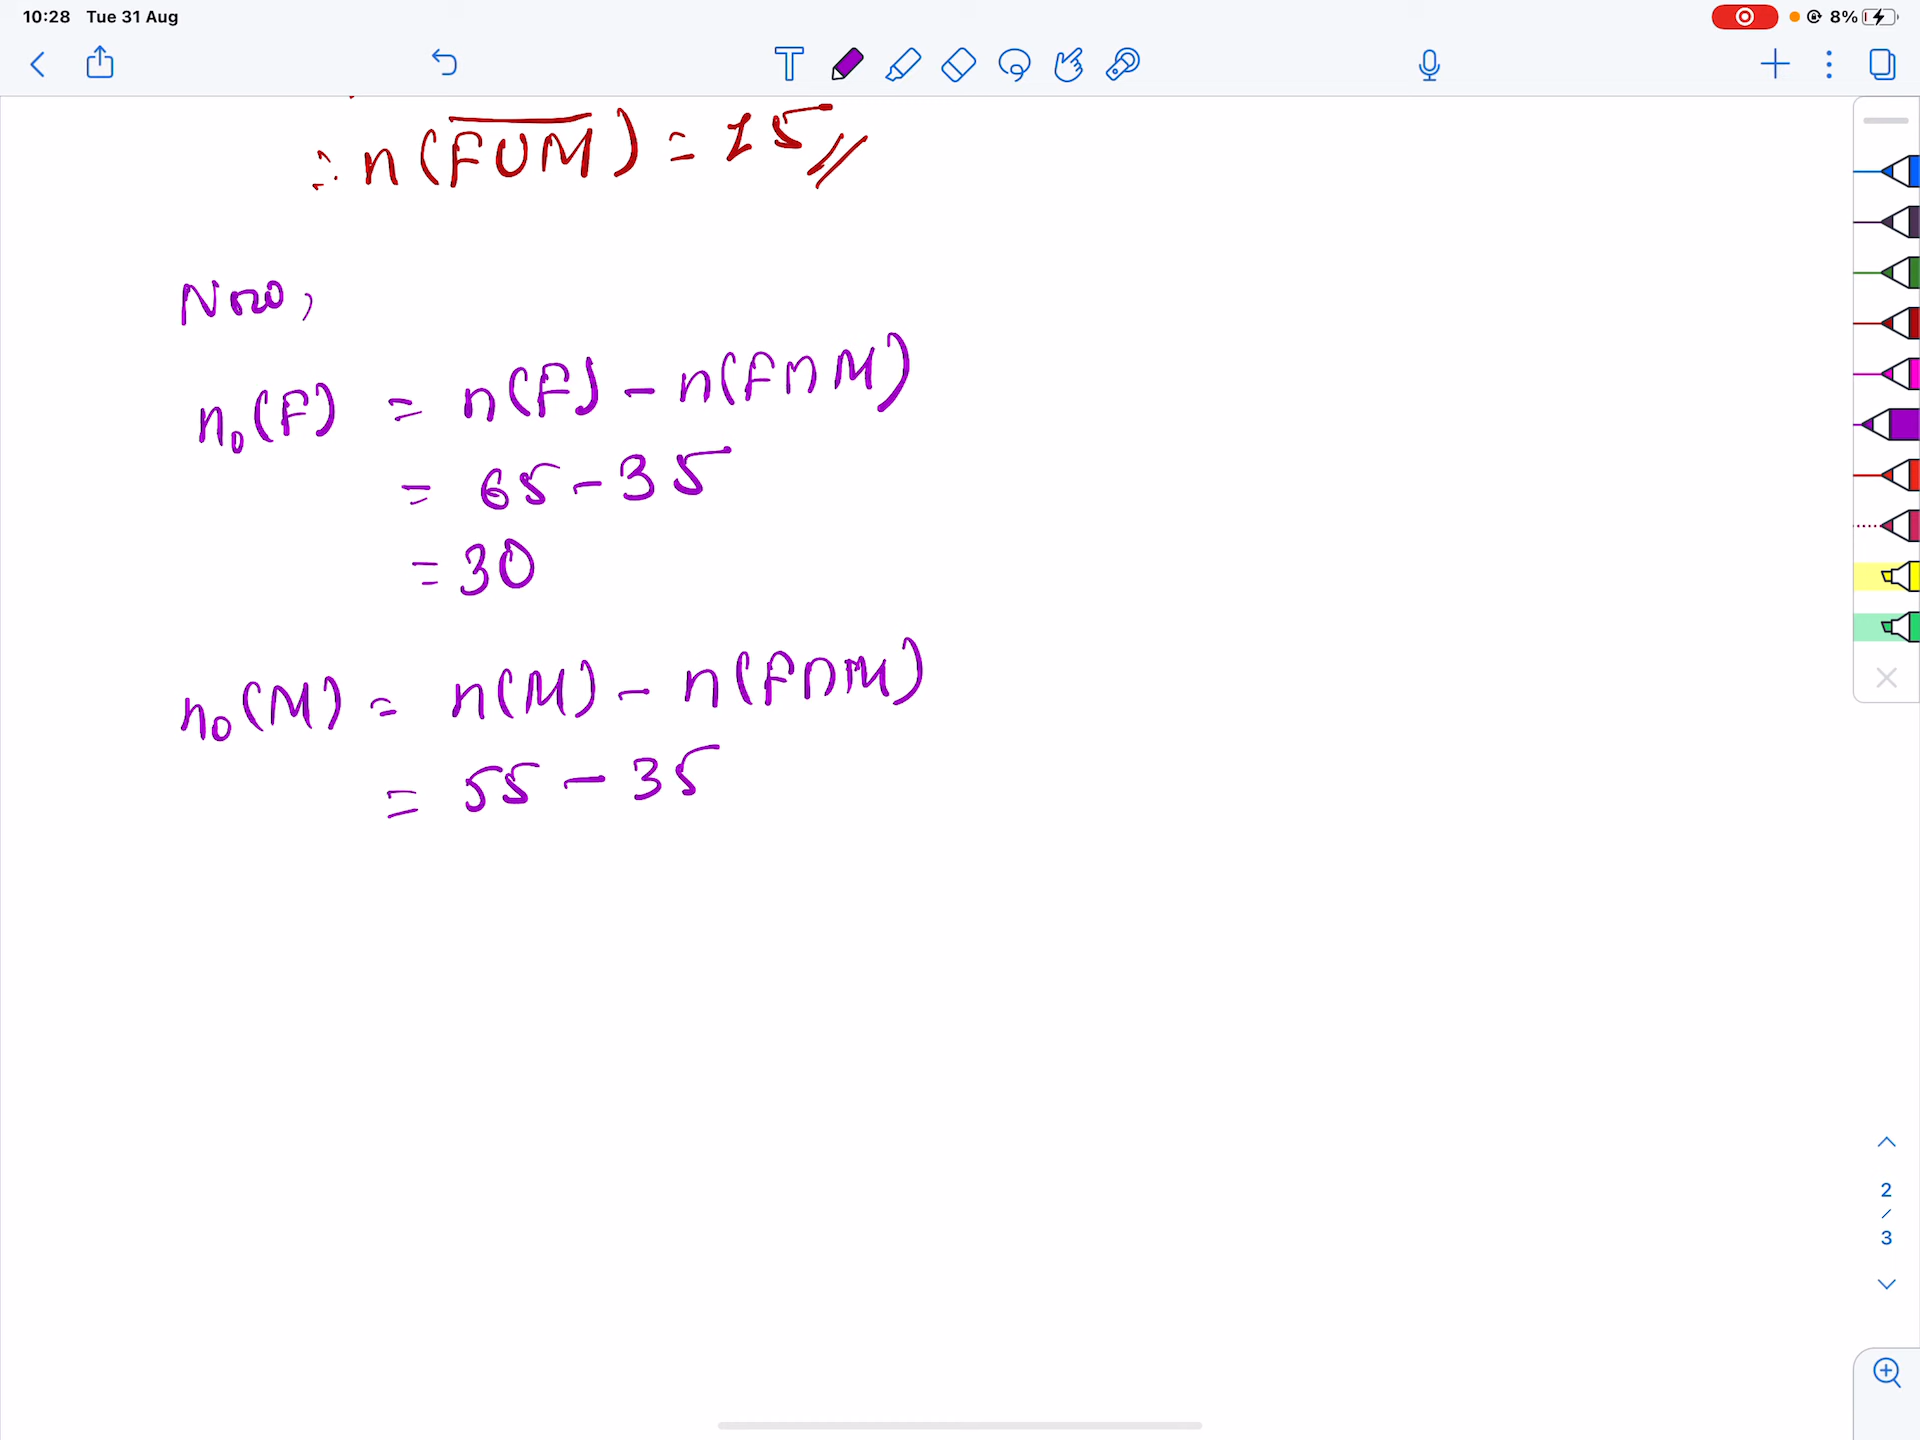 10:28 Tue 31 Aug
8%
∴ n(F∪M)‾ = 15
Now,
n₀(F) = n(F) - n(F∩M)
= 65 - 35
= 30
n₀(M) = n(M) - n(F∩M)
= 55 - 35
2
/
3